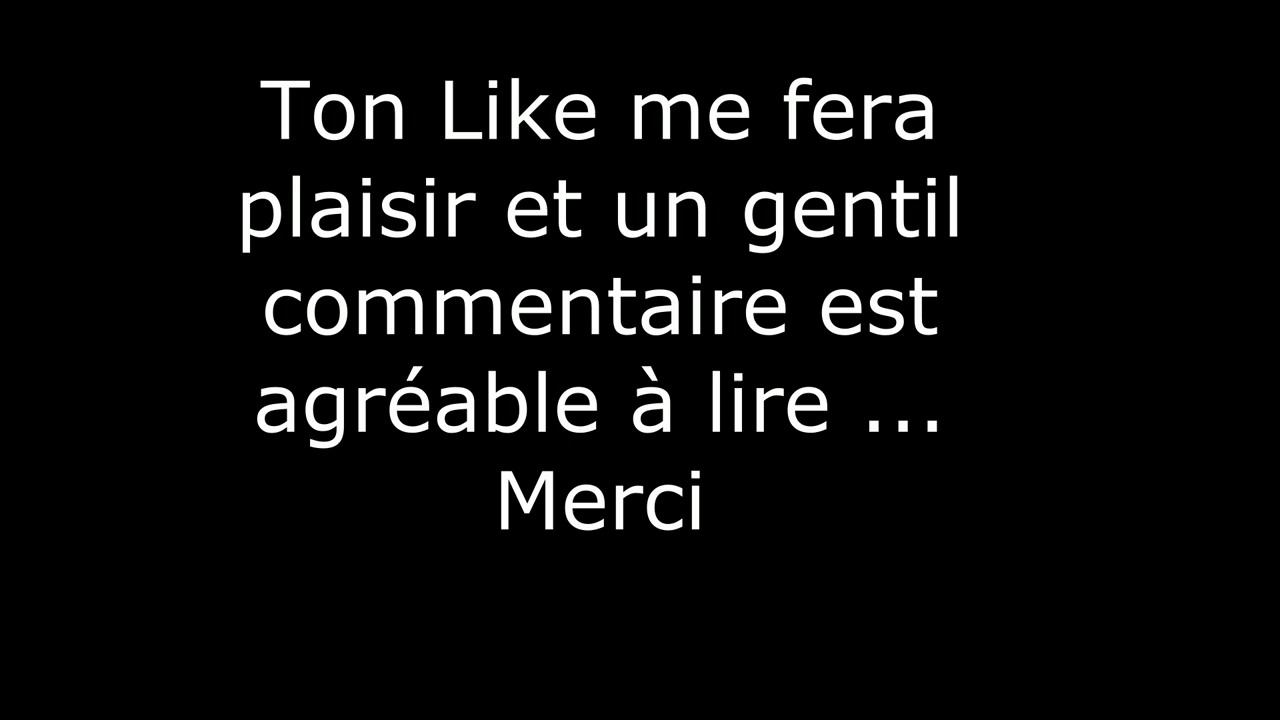 Ton Like me fera
plaisir et un gentil
commentaire est
agréable à lire ...
Merci